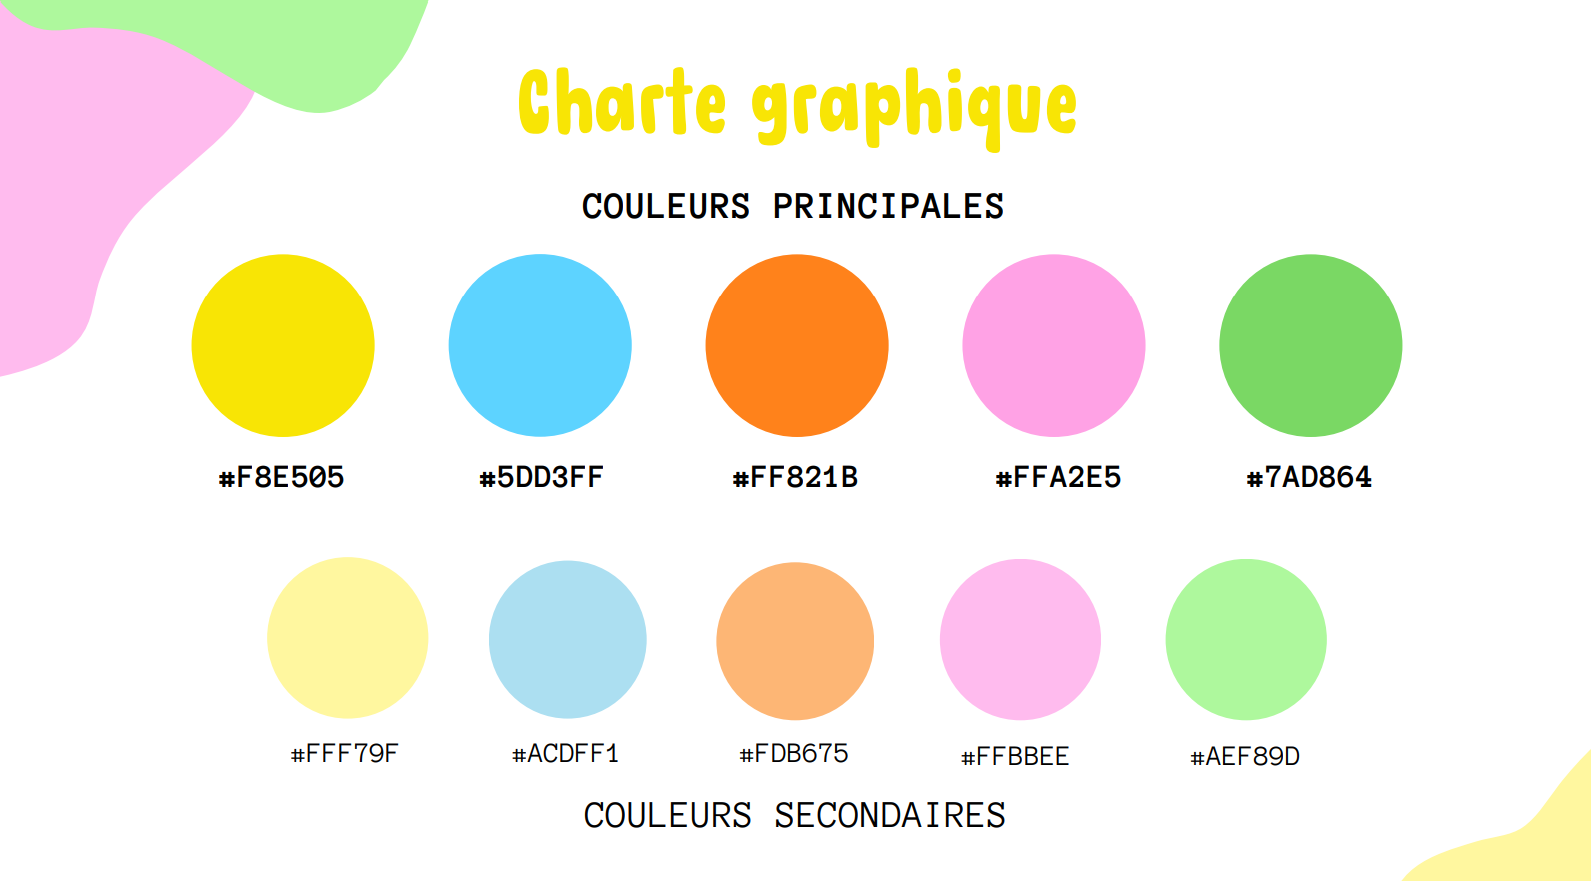 Charte graphique
COULEURS PRINCIPALES
#F8E505 #5DD3FF #FF821B #FFA2E5 #7AD864
#FFF79F #ACDFF1 #FDB675 #FFBBEE #AEF89D
COULEURS SECONDAIRES